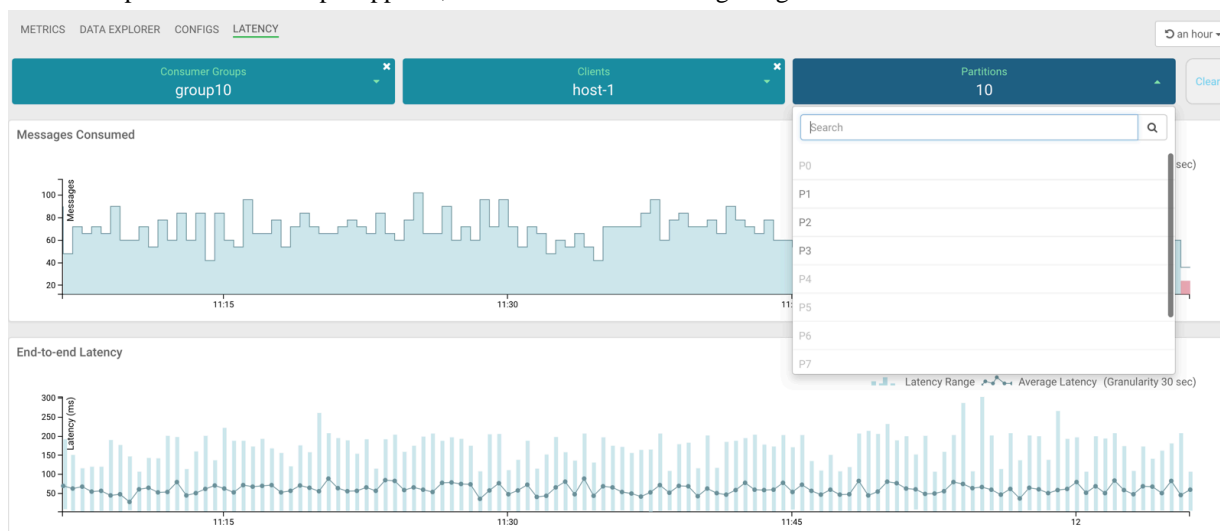 METRICS DATA EXPLORER CONFIGS LATENCY
an hour
Consumer Groups
group10
Clients
host-1
Partitions
10
Clear
Search
P0
P1
P2
P3
P4
P5
P6
P7
Messages Consumed
sec)
Messages
100
80
60
40
20
11:15
11:30
11:
End-to-end Latency
Latency Range Average Latency (Granularity 30 sec)
Latency (ms)
300
250
200
150
100
50
11:15
11:30
11:45
12